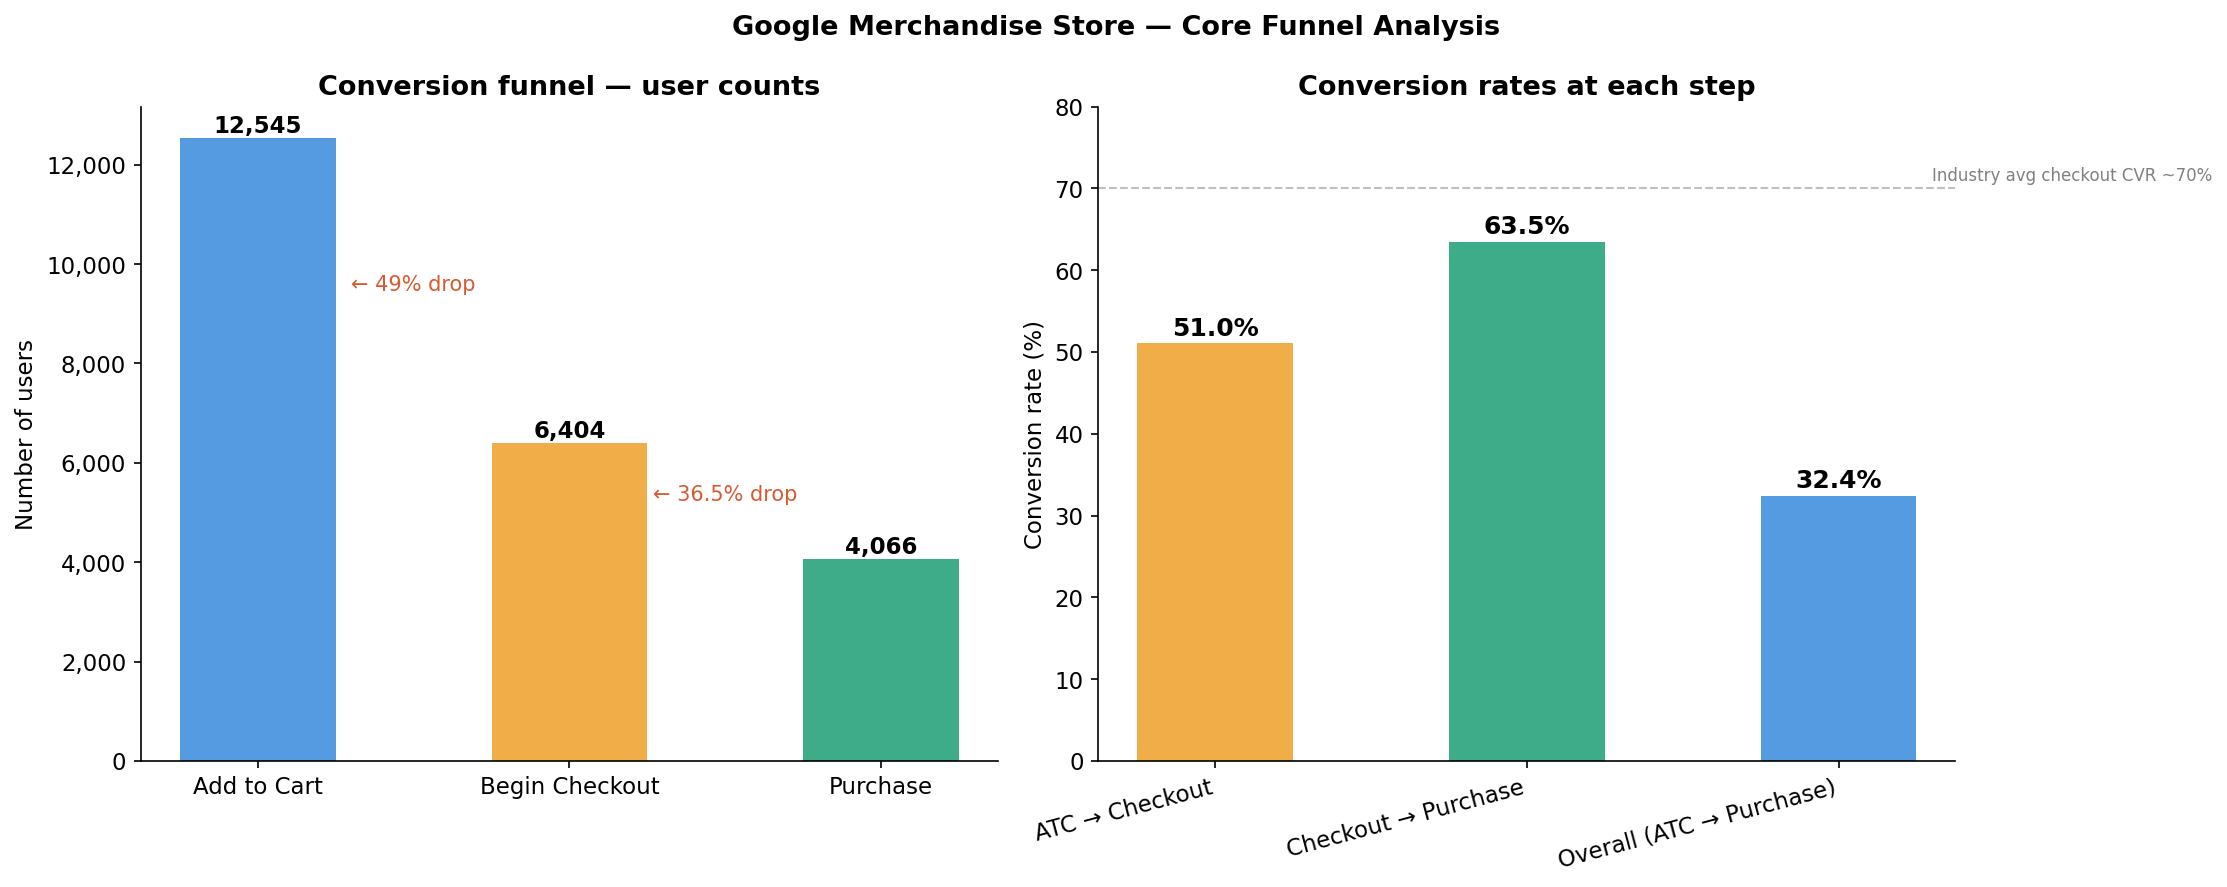 Google Merchandise Store — Core Funnel Analysis
Conversion funnel — user counts
Number of users
12,000
10,000
8,000
6,000
4,000
2,000
0
12,545
← 49% drop
6,404
← 36.5% drop
4,066
Add to Cart
Begin Checkout
Purchase
Conversion rates at each step
Conversion rate (%)
80
70
60
50
40
30
20
10
0
Industry avg checkout CVR ~70%
51.0%
63.5%
32.4%
ATC → Checkout
Checkout → Purchase
Overall (ATC → Purchase)